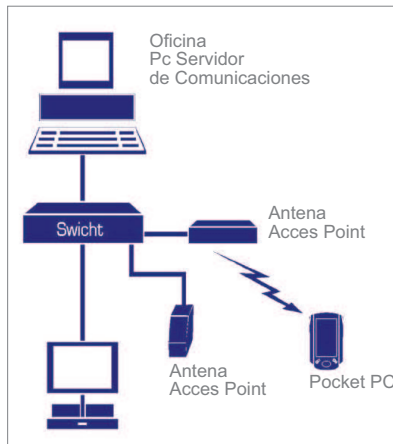 Oficina
Pc Servidor
de Comunicaciones
Swicht
Antena
Acces Point
Antena
Acces Point
Pocket PC